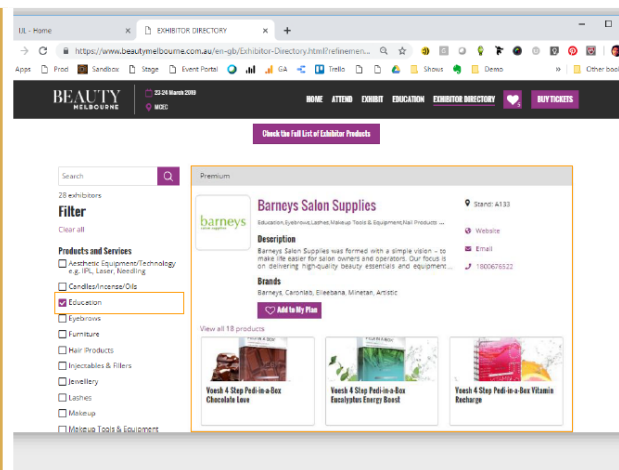 IJL - Home
EXHIBITOR DIRECTORY
https://www.beautymelbourne.com.au/en-gb/Exhibitor-Directory.html?refinemen...
Apps Prod Sandbox Stage Event Portal GA Trello Shows Demo Other book
BEAUTY
MELBOURNE
23-24 March 2019
MCEC
HOME ATTEND EXHIBIT EDUCATION EXHIBITOR DIRECTORY BUY TICKETS
Check the Full List of Exhibitor Products
Search
28 exhibitors
Filter
Clear all
Products and Services
Aesthetic Equipment/Technology
e.g. IPL, Laser, Needling
Candles/Incense/Oils
Education
Eyebrows
Furniture
Hair Products
Injectables & Fillers
Jewellery
Lashes
Makeup
Makeup Tools & Equipment
Premium
barneys
Barneys Salon Supplies
Education,Eyebrows,Lashes,Makeup Tools & Equipment,Nail Products ...
Description
Barneys Salon Supplies was formed with a simple vision – to
make life easier for salon owners and operators. Our focus is
on delivering high-quality beauty essentials and equipment...
Brands
Barneys, Caronlab, Elleebana, Minetan, Artistic
Add to My Plan
Stand: A133
Website
Email
1800676522
View all 18 products
Voesh 4 Step Pedi-in-a-Box
Chocolate Love
Voesh 4 Step Pedi-in-a-Box
Eucalyptus Energy Boost
Voesh 4 Step Pedi-in-a-Box Vitamin
Recharge